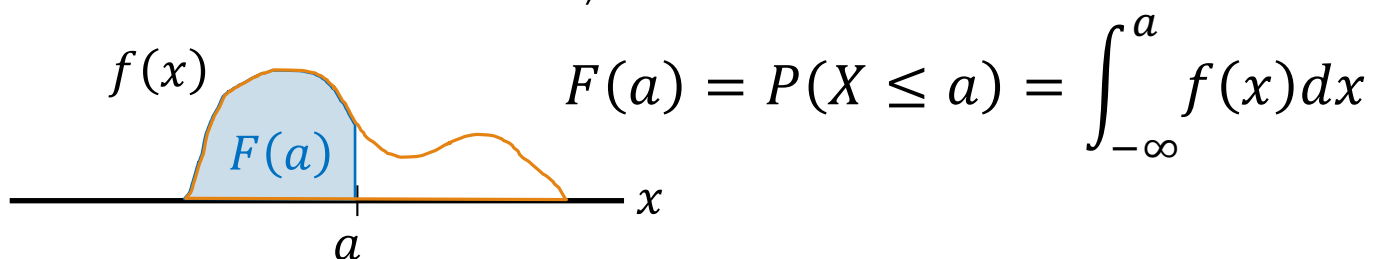 f(x)
F(a)
x
a
F(a) = P(X ≤ a) = ∫_{−∞}^{a} f(x)dx